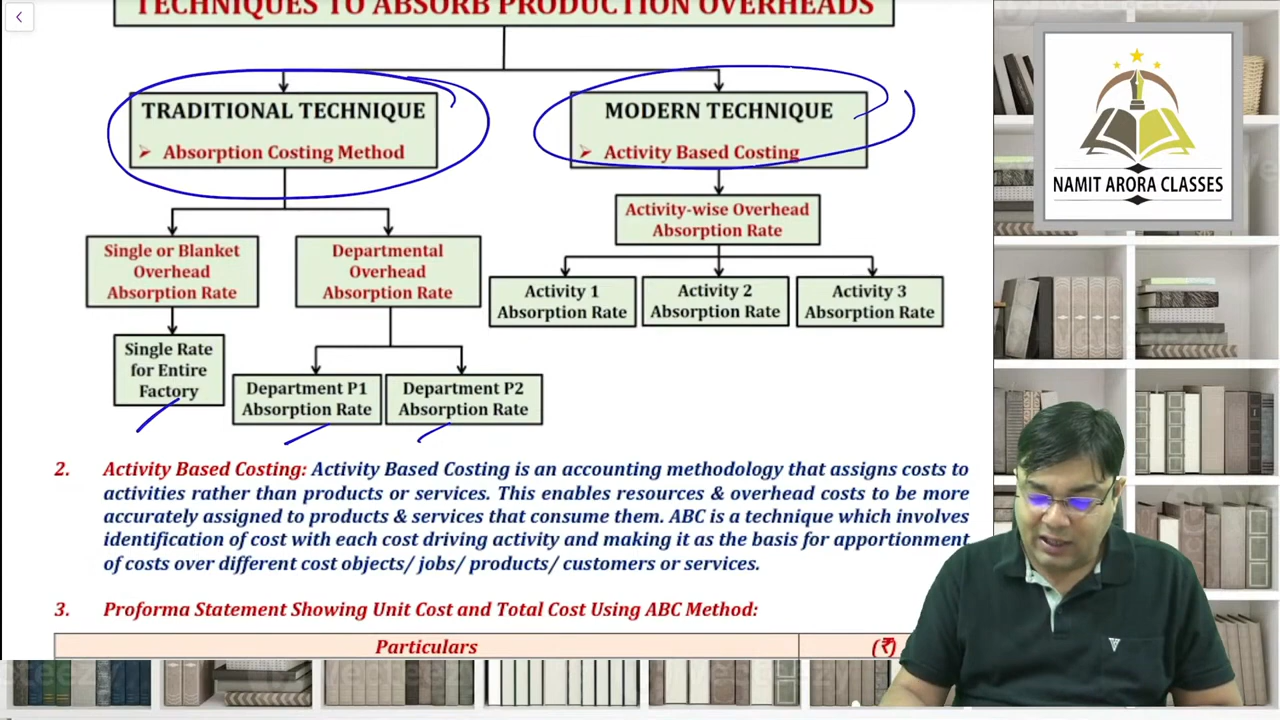 TECHNIQUES TO ABSORB PRODUCTION OVERHEADS
TRADITIONAL TECHNIQUE
➢ Absorption Costing Method
MODERN TECHNIQUE
➢ Activity Based Costing
Single or Blanket
Overhead
Absorption Rate
Departmental
Overhead
Absorption Rate
Activity-wise Overhead
Absorption Rate
Activity 1
Absorption Rate
Activity 2
Absorption Rate
Activity 3
Absorption Rate
Single Rate
for Entire
Factory
Department P1
Absorption Rate
Department P2
Absorption Rate
2. Activity Based Costing: Activity Based Costing is an accounting methodology that assigns costs to
activities rather than products or services. This enables resources & overhead costs to be more
accurately assigned to products & services that consume them. ABC is a technique which involves
identification of cost with each cost driving activity and making it as the basis for apportionment
of costs over different cost objects/ jobs/ products/ customers or services.
3. Proforma Statement Showing Unit Cost and Total Cost Using ABC Method:
Particulars (₹)
NAMIT ARORA CLASSES